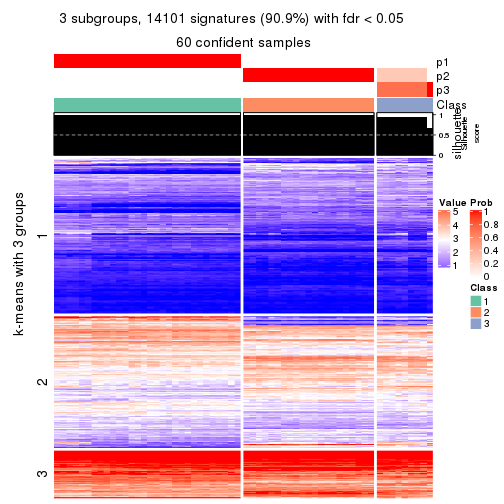 3 subgroups, 14101 signatures (90.9%) with fdr < 0.05
60 confident samples
p1
p2
p3
Class
1
0.5
0
silhouette
Silhouette
score
k-means with 3 groups
1
2
3
Value
5
4
3
2
1
Prob
1
0.8
0.6
0.4
0.2
0
Class
1
2
3